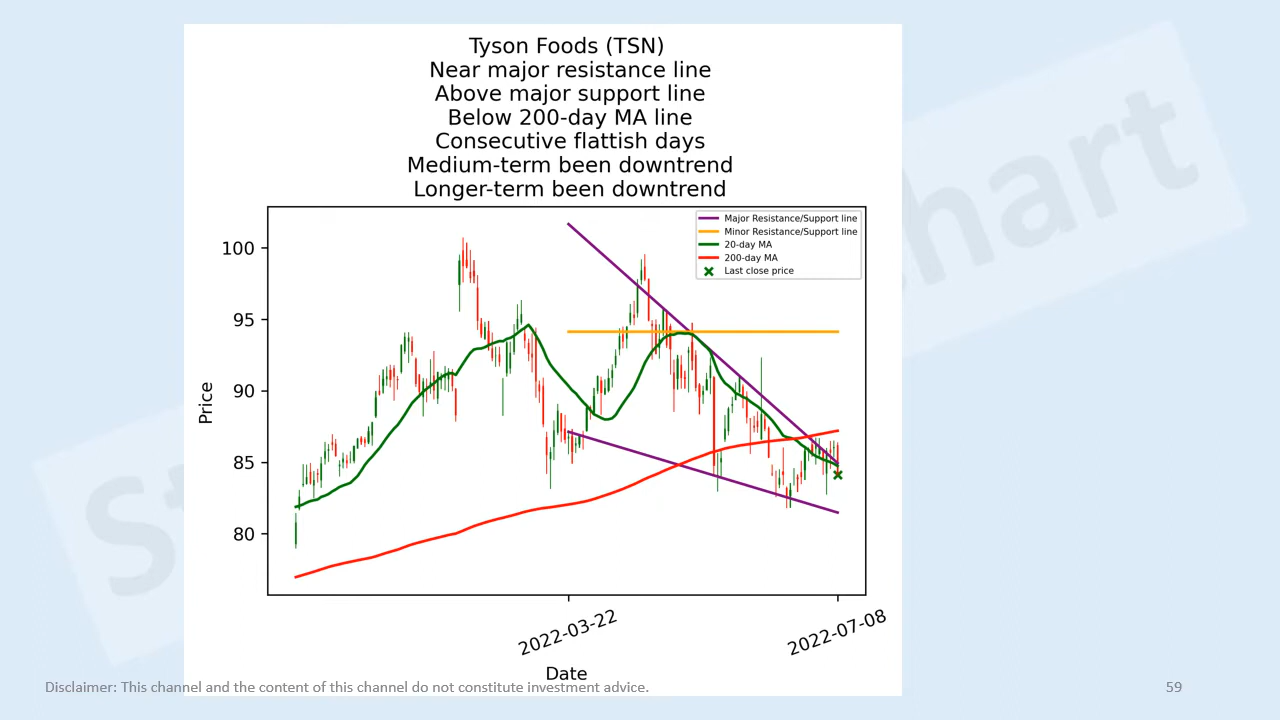 Tyson Foods (TSN)
Near major resistance line
Above major support line
Below 200-day MA line
Consecutive flattish days
Medium-term been downtrend
Longer-term been downtrend
Major Resistance/Support line
Minor Resistance/Support line
20-day MA
200-day MA
Last close price
100
95
90
85
80
Price
2022-03-22
2022-07-08
Date
Disclaimer: This channel and the content of this channel do not constitute investment advice.
59